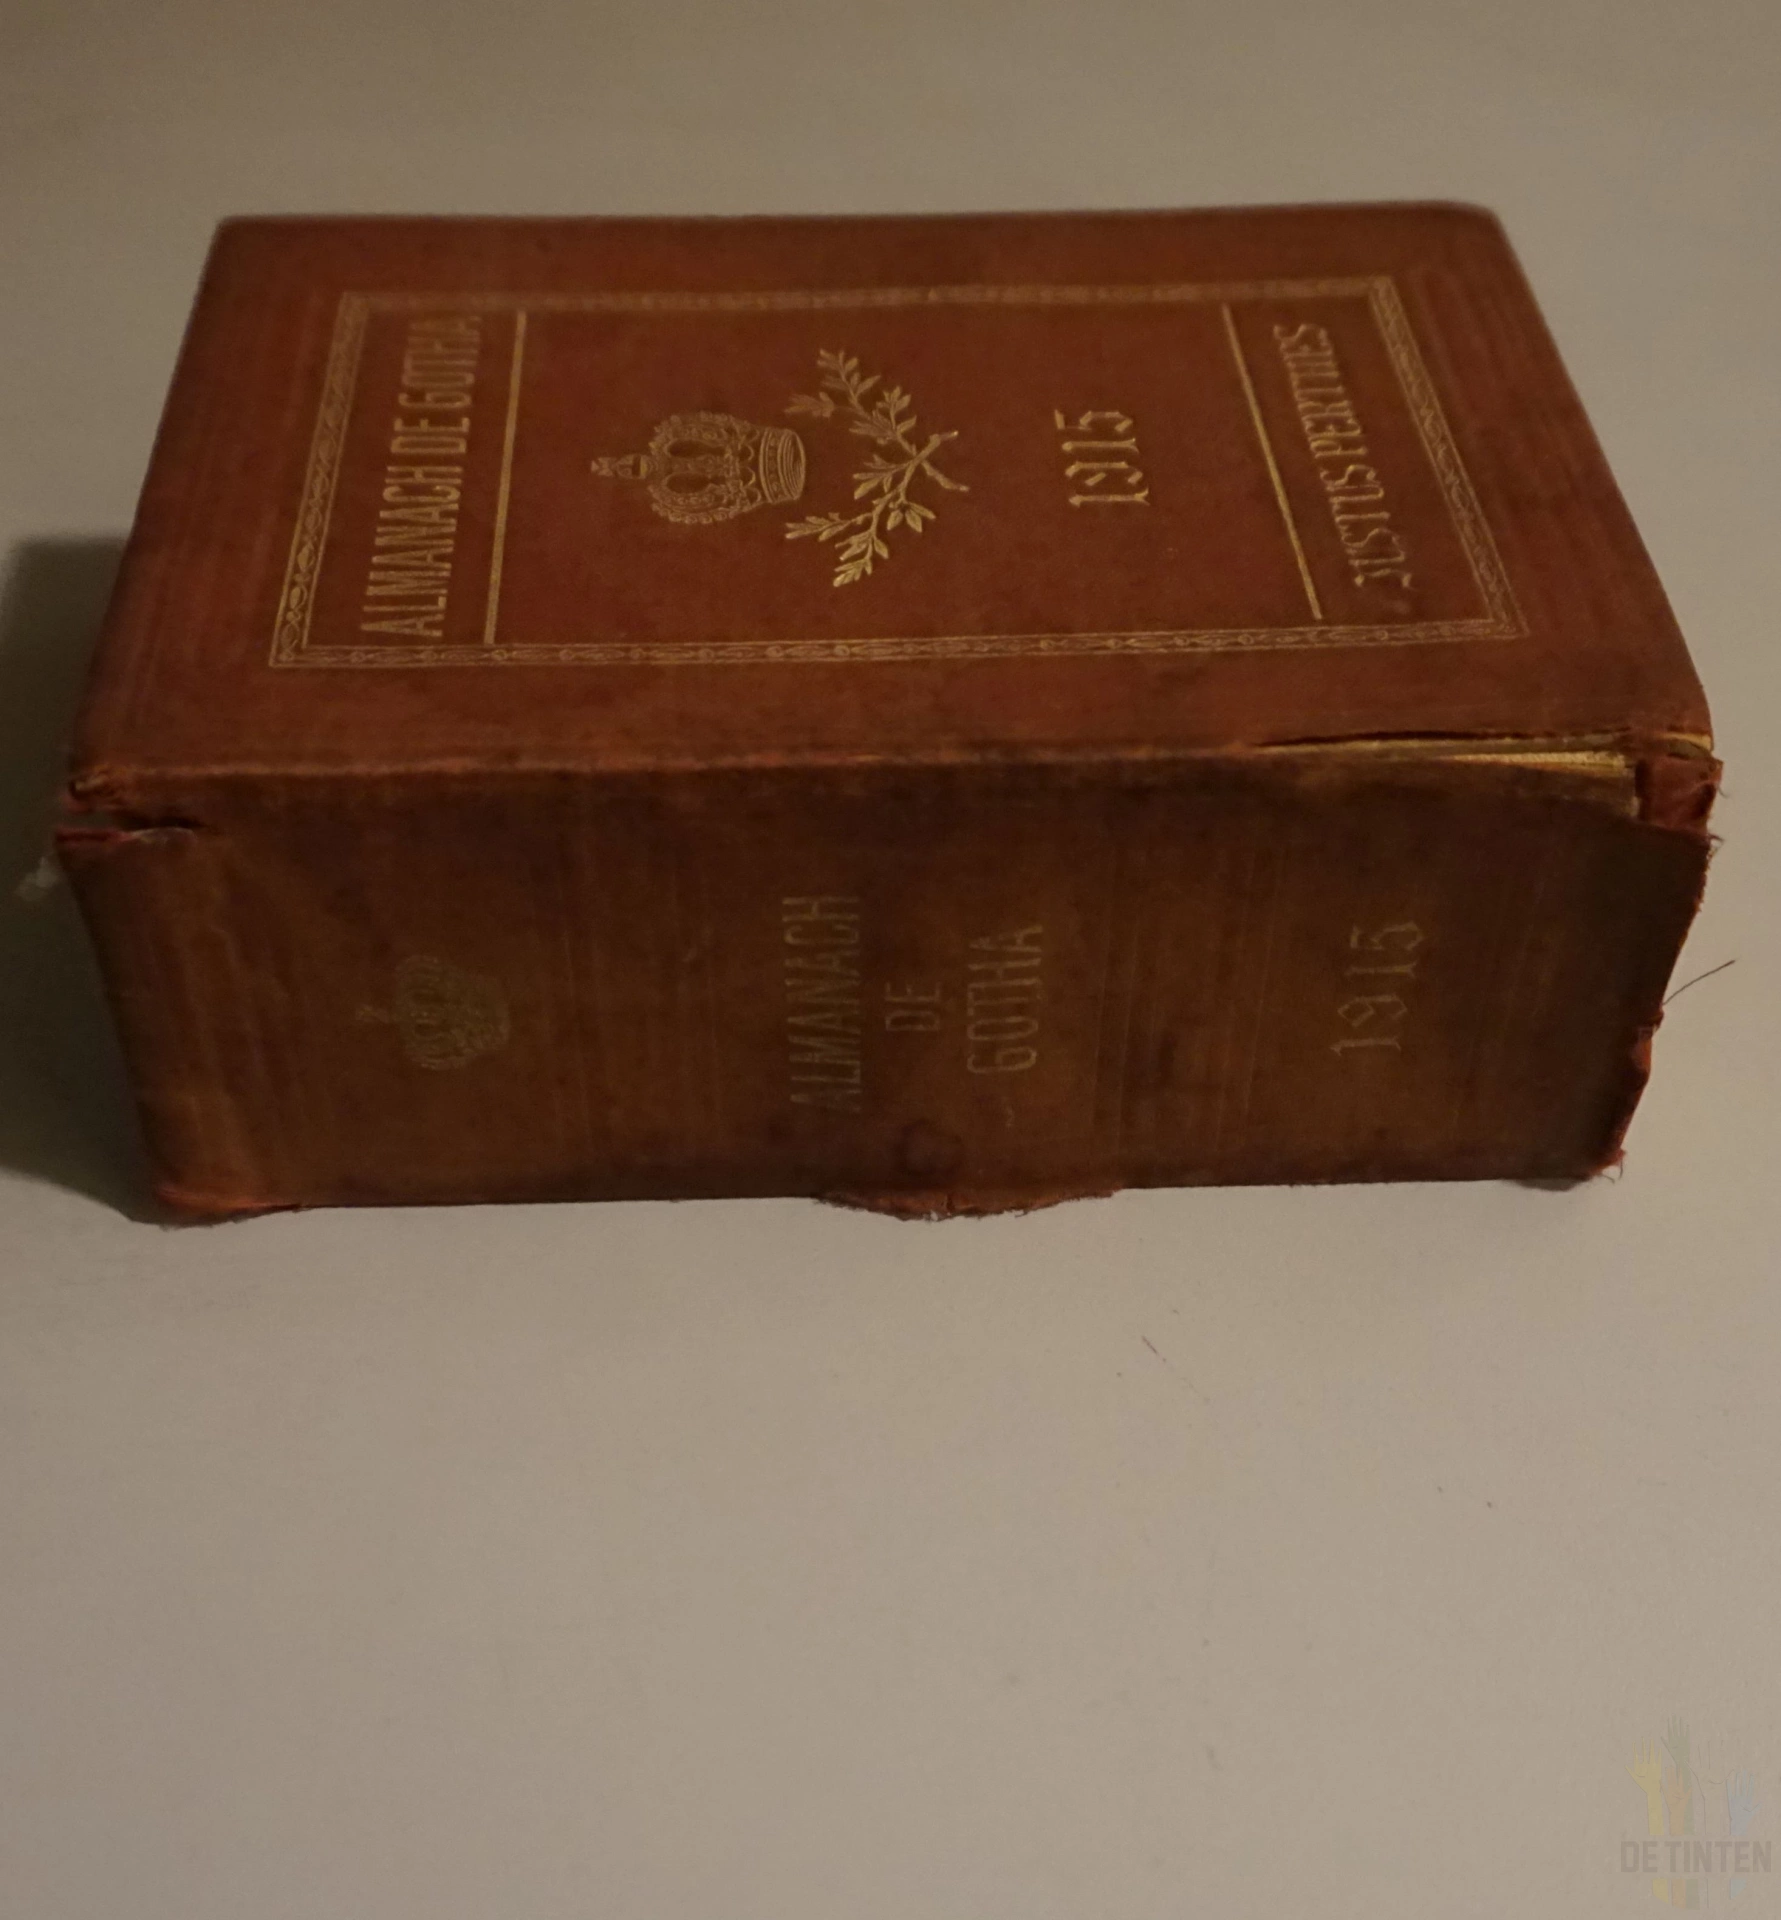 ALMANACH DE GOTHA
1915
JUSTUS PERTHES
ALMANACH
DE
GOTHA
1915
DE TINTEN